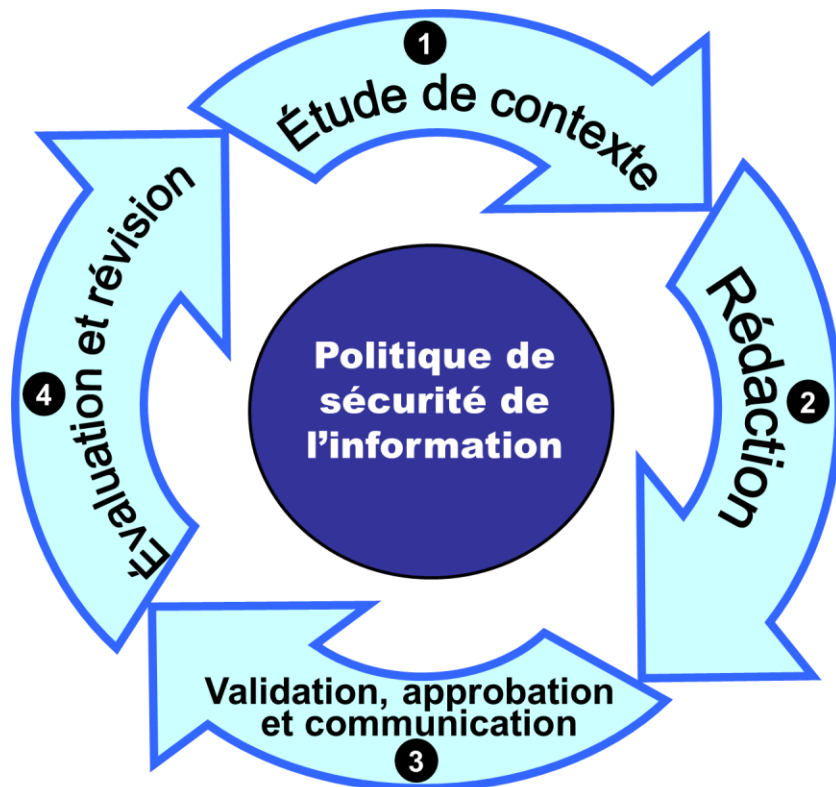 1
Étude de contexte
Rédaction
2
Validation, approbation
et communication
3
Évaluation et révision
4
Politique de
sécurité de
l’information